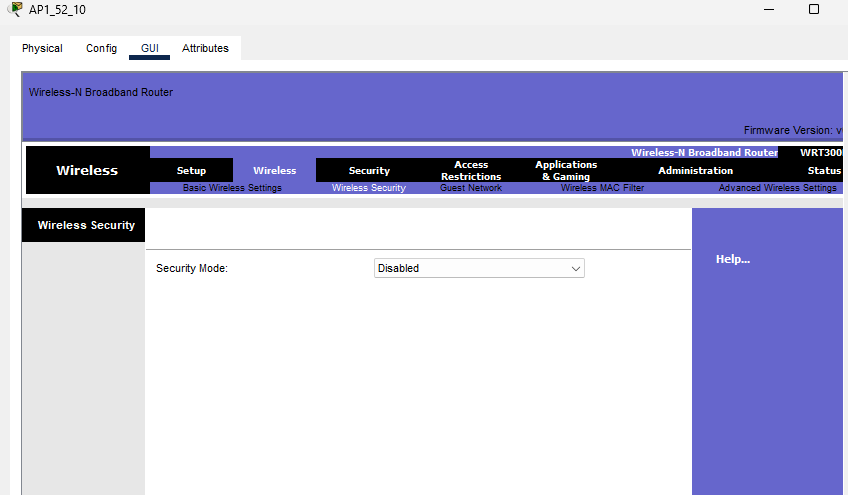 AP1_52_10
Physical Config GUI Attributes
Wireless-N Broadband Router
Firmware Version: v
Wireless-N Broadband Router WRT300
Wireless
Setup Wireless Security Access Restrictions Applications & Gaming Administration Status
Basic Wireless Settings Wireless Security Guest Network Wireless MAC Filter Advanced Wireless Settings
Wireless Security
Help...
Security Mode: Disabled